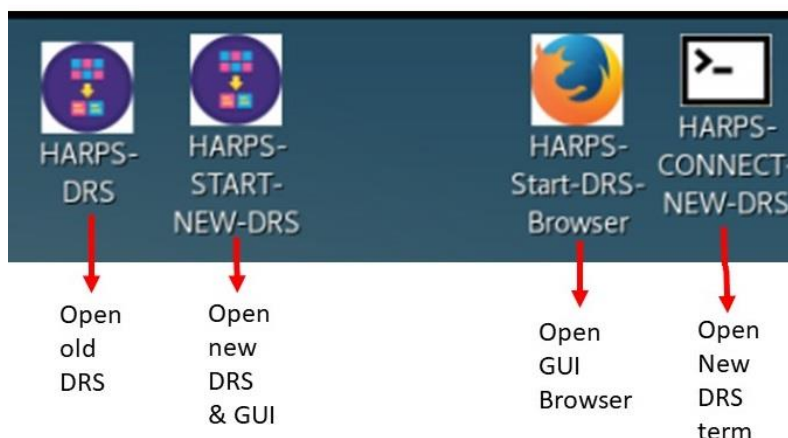 HARPS-
DRS
HARPS-
START-
NEW-DRS
HARPS-
Start-DRS-
Browser
HARPS-
CONNECT-
NEW-DRS
Open
old
DRS
Open
new
DRS
& GUI
Open
GUI
Browser
Open
New
DRS
term